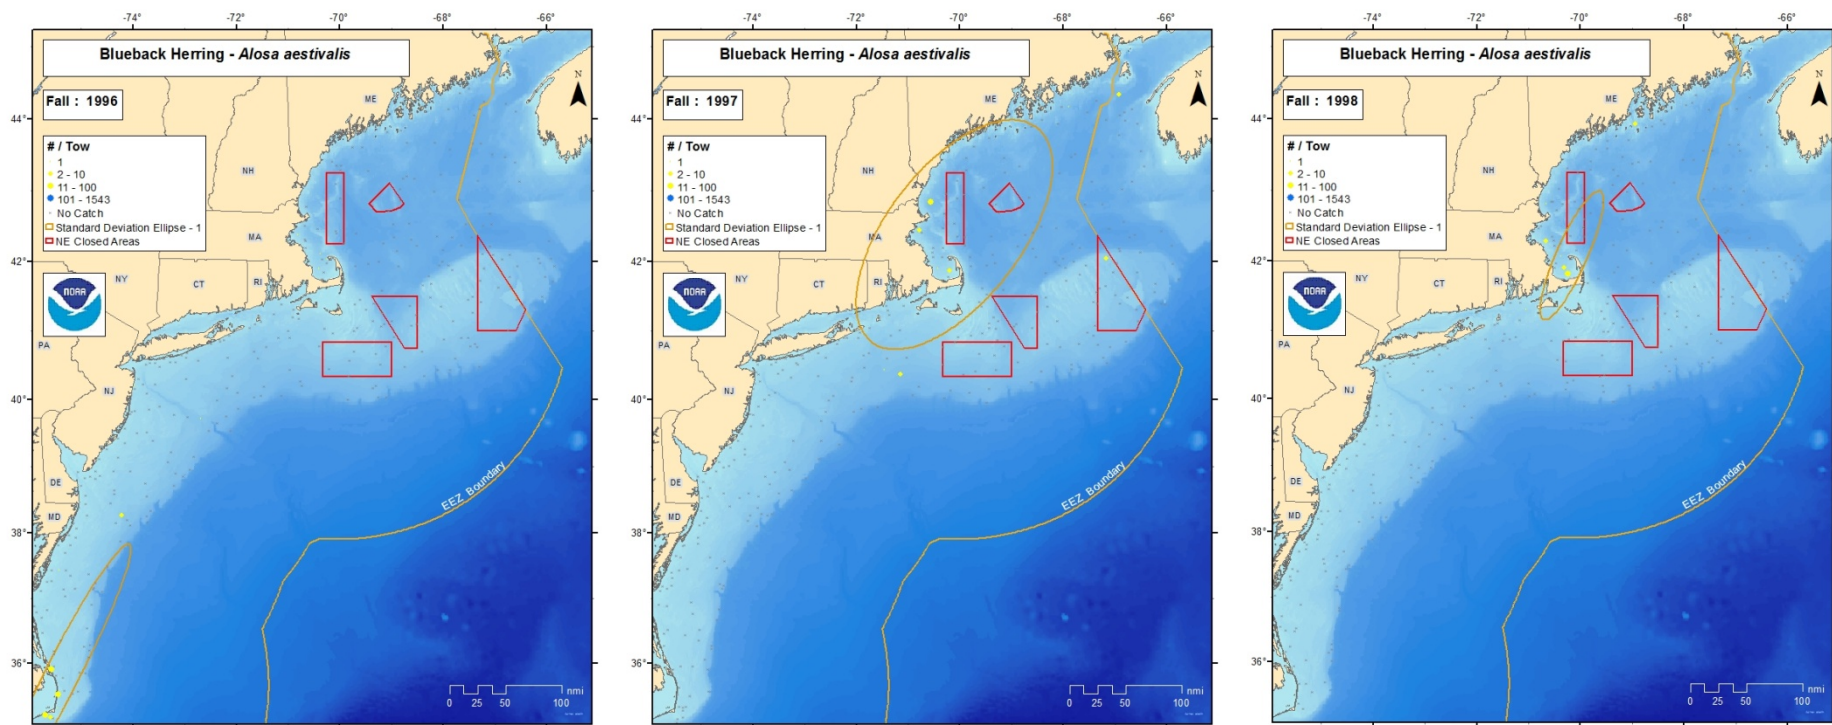 -74° -72° -70° -68° -66°
Blueback Herring - Alosa aestivalis
Fall : 1996
N
ME
44°
# / Tow
1
2 - 10
11 - 100
101 - 1543
No Catch
Standard Deviation Ellipse - 1
NE Closed Areas
NH
MA
42°
NY
CT
RI
NOAA
PA
NJ
40°
DE
MD
EEZ Boundary
38°
36°
nmi
0 25 50 100
-74° -72° -70° -68° -66°
Blueback Herring - Alosa aestivalis
Fall : 1997
N
ME
44°
# / Tow
1
2 - 10
11 - 100
101 - 1543
No Catch
Standard Deviation Ellipse - 1
NE Closed Areas
NH
MA
42°
NY
CT
RI
NOAA
PA
NJ
40°
DE
MD
EEZ Boundary
38°
36°
nmi
0 25 50 100
-74° -72° -70° -68° -66°
Blueback Herring - Alosa aestivalis
Fall : 1998
N
ME
44°
# / Tow
1
2 - 10
11 - 100
101 - 1543
No Catch
Standard Deviation Ellipse - 1
NE Closed Areas
NH
MA
42°
NY
CT
RI
NOAA
PA
NJ
40°
DE
MD
EEZ Boundary
38°
36°
nmi
0 25 50 100